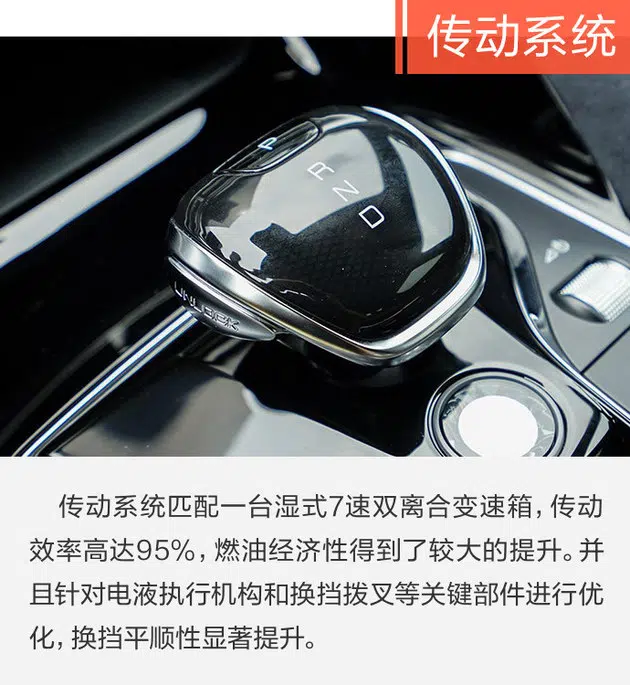 传动系统
P
R
N
D
UNLOCK
传动系统匹配一台湿式7速双离合变速箱，传动
效率高达95%，燃油经济性得到了较大的提升。并
且针对电液执行机构和换挡拨叉等关键部件进行优
化，换挡平顺性显著提升。